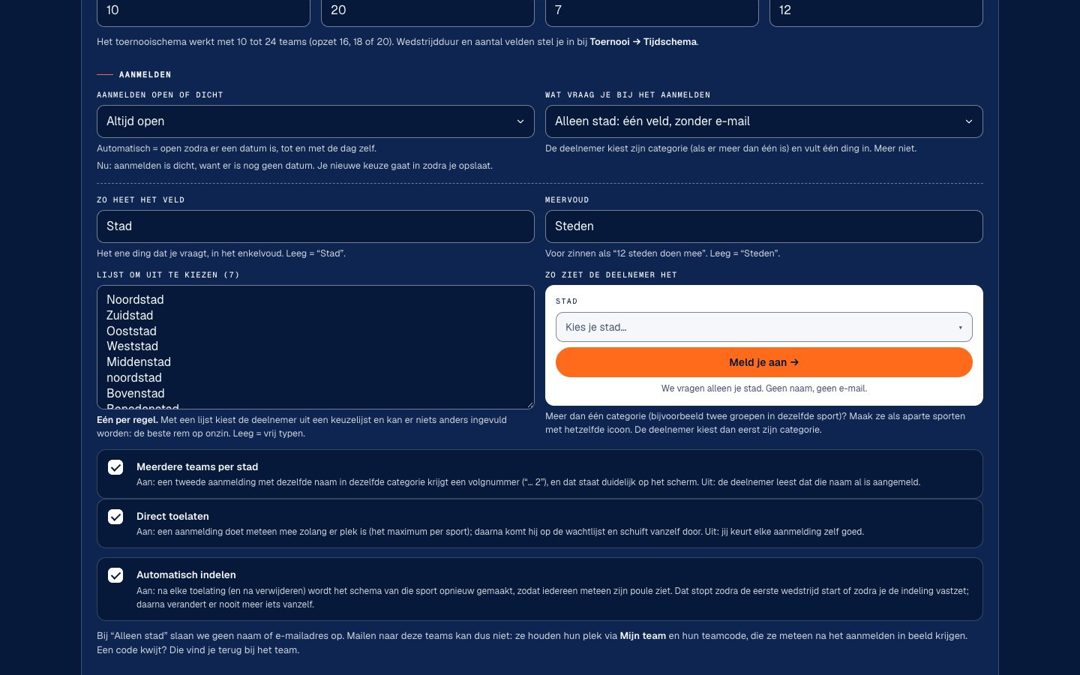 10
20
7
12
Het toernooischema werkt met 10 tot 24 teams (opzet 16, 18 of 20). Wedstrijdduur en aantal velden stel je in bij Toernooi → Tijdschema.
AANMELDEN
AANMELDEN OPEN OF DICHT
Altijd open
Automatisch = open zodra er een datum is, tot en met de dag zelf.
Nu: aanmelden is dicht, want er is nog geen datum. Je nieuwe keuze gaat in zodra je opslaat.
WAT VRAAG JE BIJ HET AANMELDEN
Alleen stad: één veld, zonder e-mail
De deelnemer kiest zijn categorie (als er meer dan één is) en vult één ding in. Meer niet.
ZO HEET HET VELD
Stad
Het ene ding dat je vraagt, in het enkelvoud. Leeg = “Stad”.
MEERVOUD
Steden
Voor zinnen als “12 steden doen mee”. Leeg = “Steden”.
LIJST OM UIT TE KIEZEN (7)
Noordstad
Zuidstad
Ooststad
Weststad
Middenstad
noordstad
Bovenstad
Benedenstad
Eén per regel. Met een lijst kiest de deelnemer uit een keuzelijst en kan er niets anders ingevuld
worden: de beste rem op onzin. Leeg = vrij typen.
ZO ZIET DE DEELNEMER HET
STAD
Kies je stad...
Meld je aan →
We vragen alleen je stad. Geen naam, geen e-mail.
Meer dan één categorie (bijvoorbeeld twee groepen in dezelfde sport)? Maak ze als aparte sporten
met hetzelfde icoon. De deelnemer kiest dan eerst zijn categorie.
Meerdere teams per stad
Aan: een tweede aanmelding met dezelfde naam in dezelfde categorie krijgt een volgnummer (“... 2”), en dat staat duidelijk op het scherm. Uit: de deelnemer leest dat die naam al is aangemeld.
Direct toelaten
Aan: een aanmelding doet meteen mee zolang er plek is (het maximum per sport); daarna komt hij op de wachtlijst en schuift vanzelf door. Uit: jij keurt elke aanmelding zelf goed.
Automatisch indelen
Aan: na elke toelating (en na verwijderen) wordt het schema van die sport opnieuw gemaakt, zodat iedereen meteen zijn poule ziet. Dat stopt zodra de eerste wedstrijd start of zodra je de indeling vastzet;
daarna verandert er nooit meer iets vanzelf.
Bij “Alleen stad” slaan we geen naam of e-mailadres op. Mailen naar deze teams kan dus niet: ze houden hun plek via Mijn team en hun teamcode, die ze meteen na het aanmelden in beeld krijgen.
Een code kwijt? Die vind je terug bij het team.